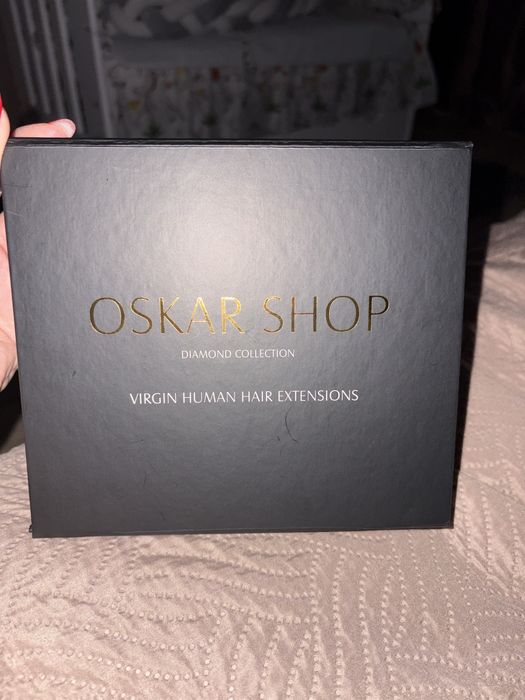 OSKAR SHOP
DIAMOND COLLECTION
VIRGIN HUMAN HAIR EXTENSIONS